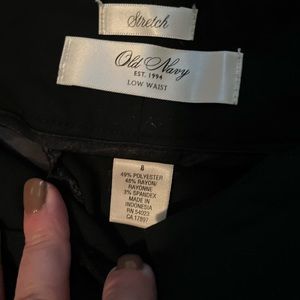 Stretch
Old Navy
EST. 1994
LOW WAIST
8
49% POLYESTER
48% RAYON/
RAYONNE
3% SPANDEX
MADE IN
INDONESIA
RN 54023
CA 17897